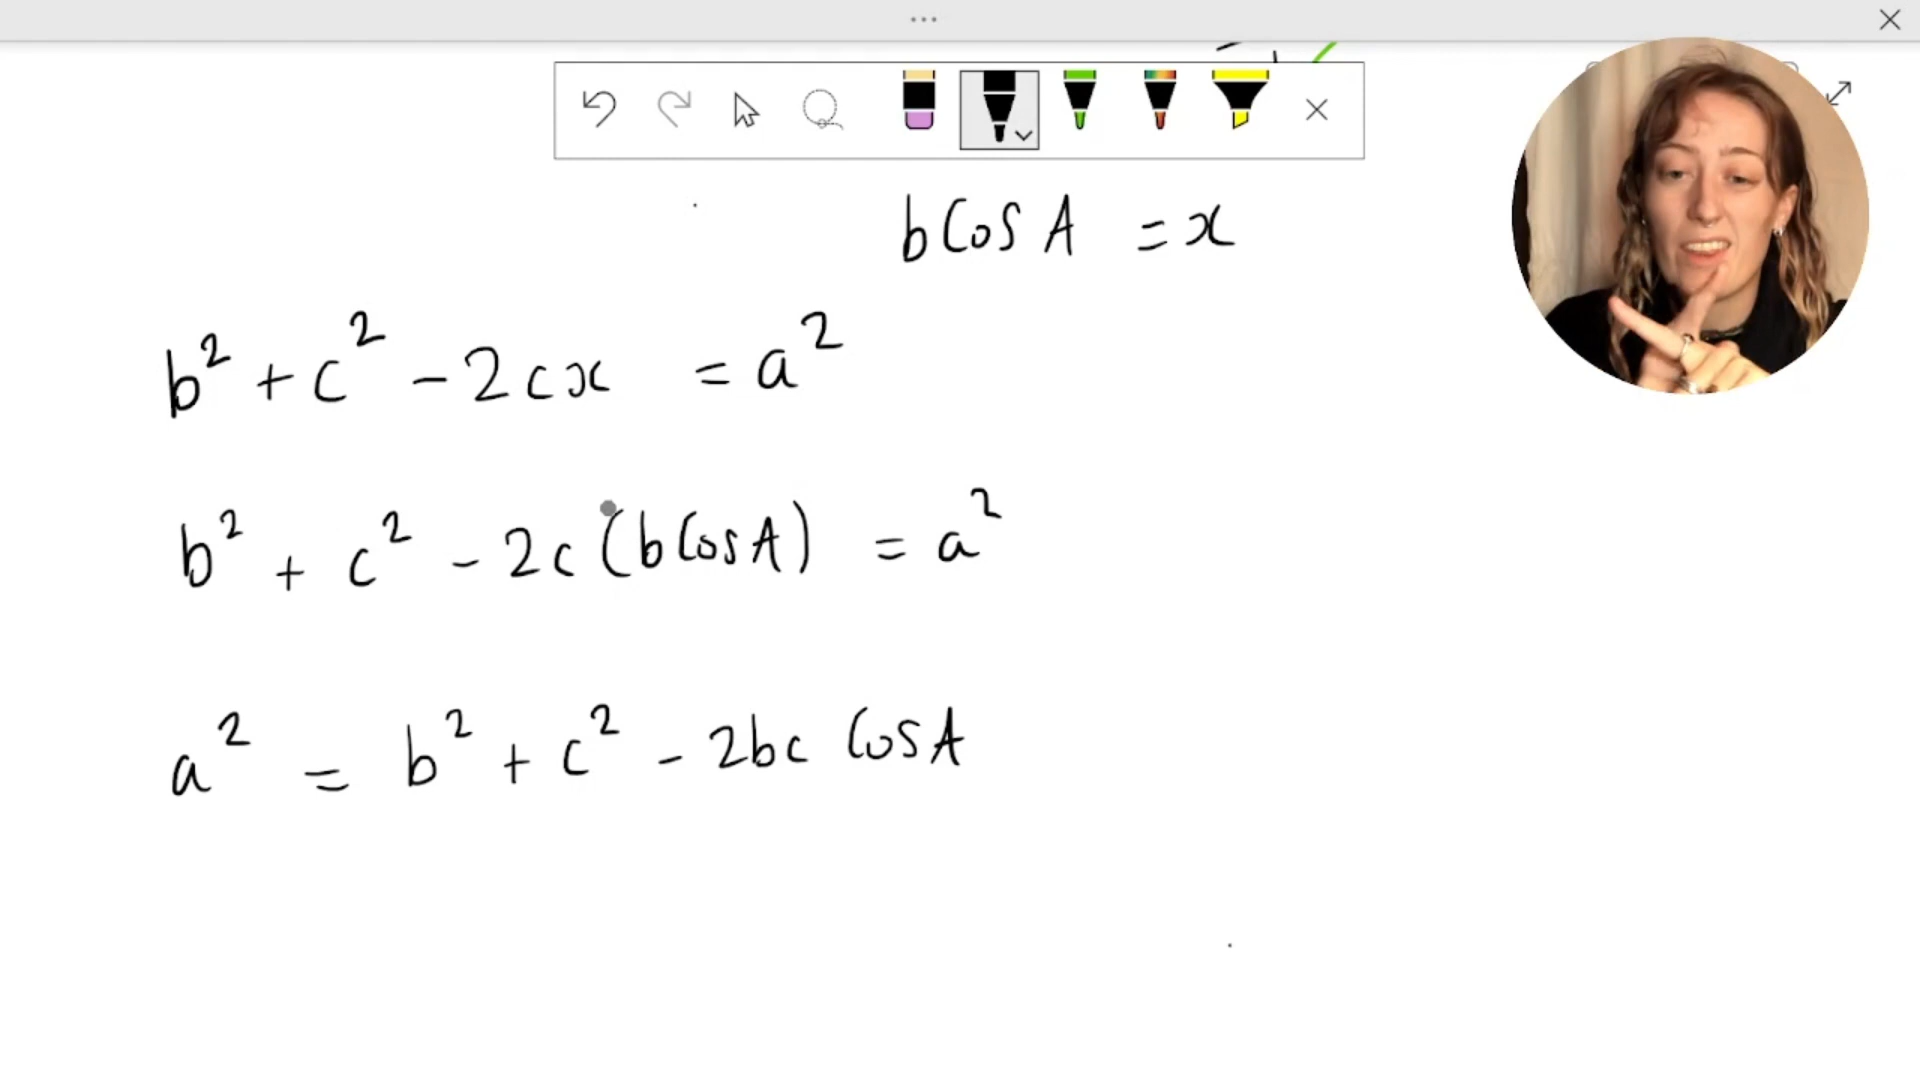 b Cos A = x
b² + c² - 2cx = a²
b² + c² - 2c (b Cos A) = a²
a² = b² + c² - 2bc Cos A